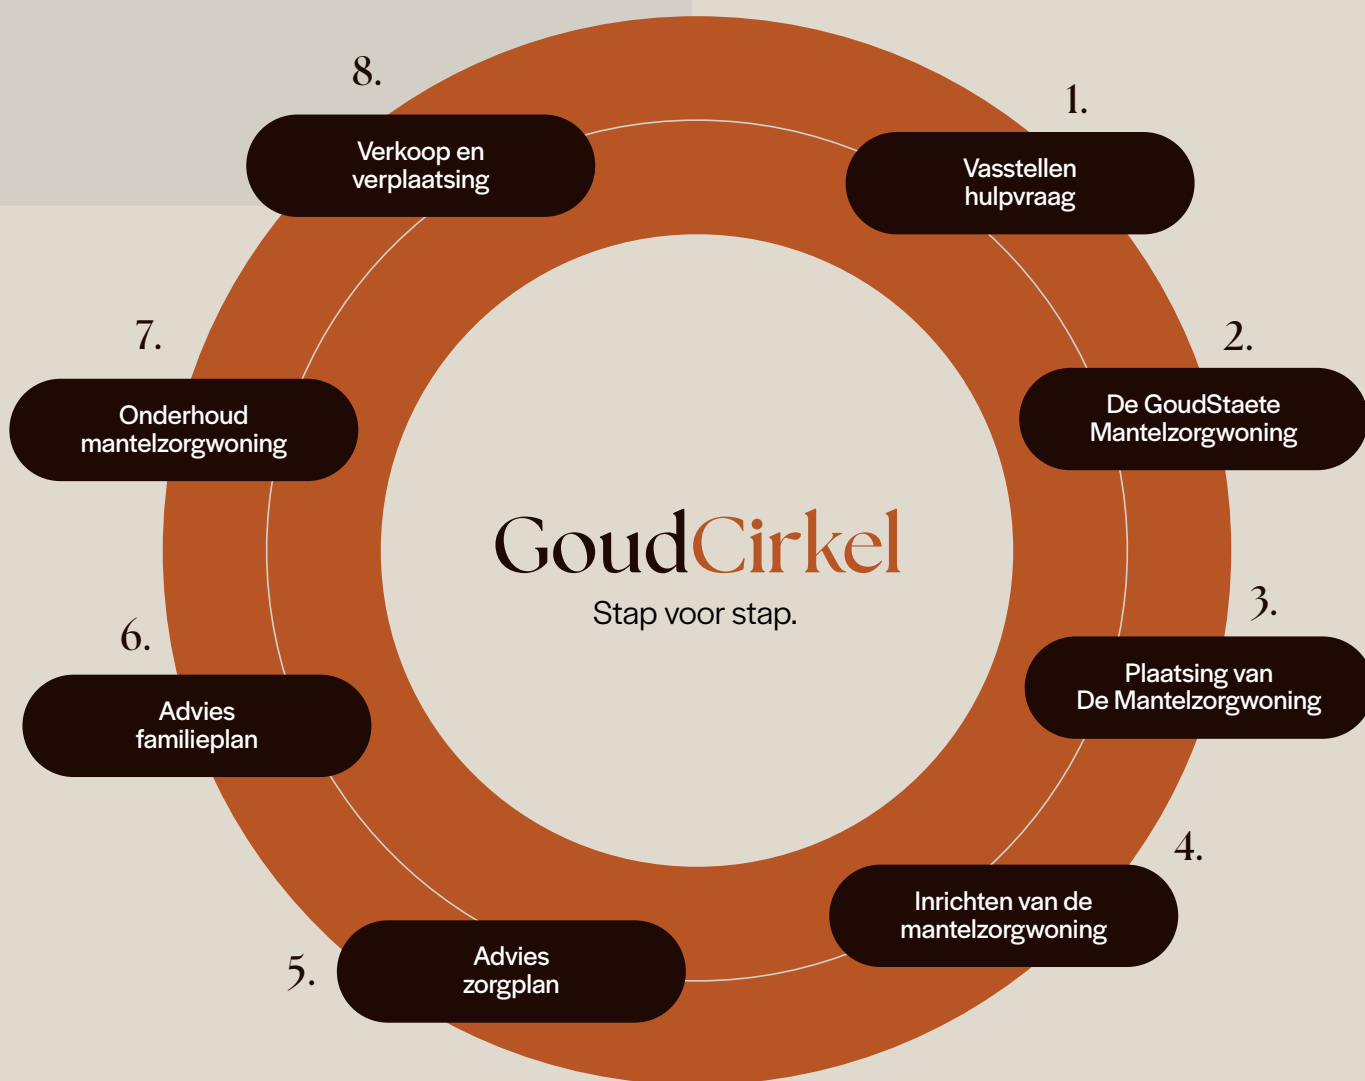 GoudCirkel
Stap voor stap.
1.
Vasstellen
hulpvraag
2.
De GoudStaete
Mantelzorgwoning
3.
Plaatsing van
De Mantelzorgwoning
4.
Inrichten van de
mantelzorgwoning
5.
Advies
zorgplan
6.
Advies
familieplan
7.
Onderhoud
mantelzorgwoning
8.
Verkoop en
verplaatsing